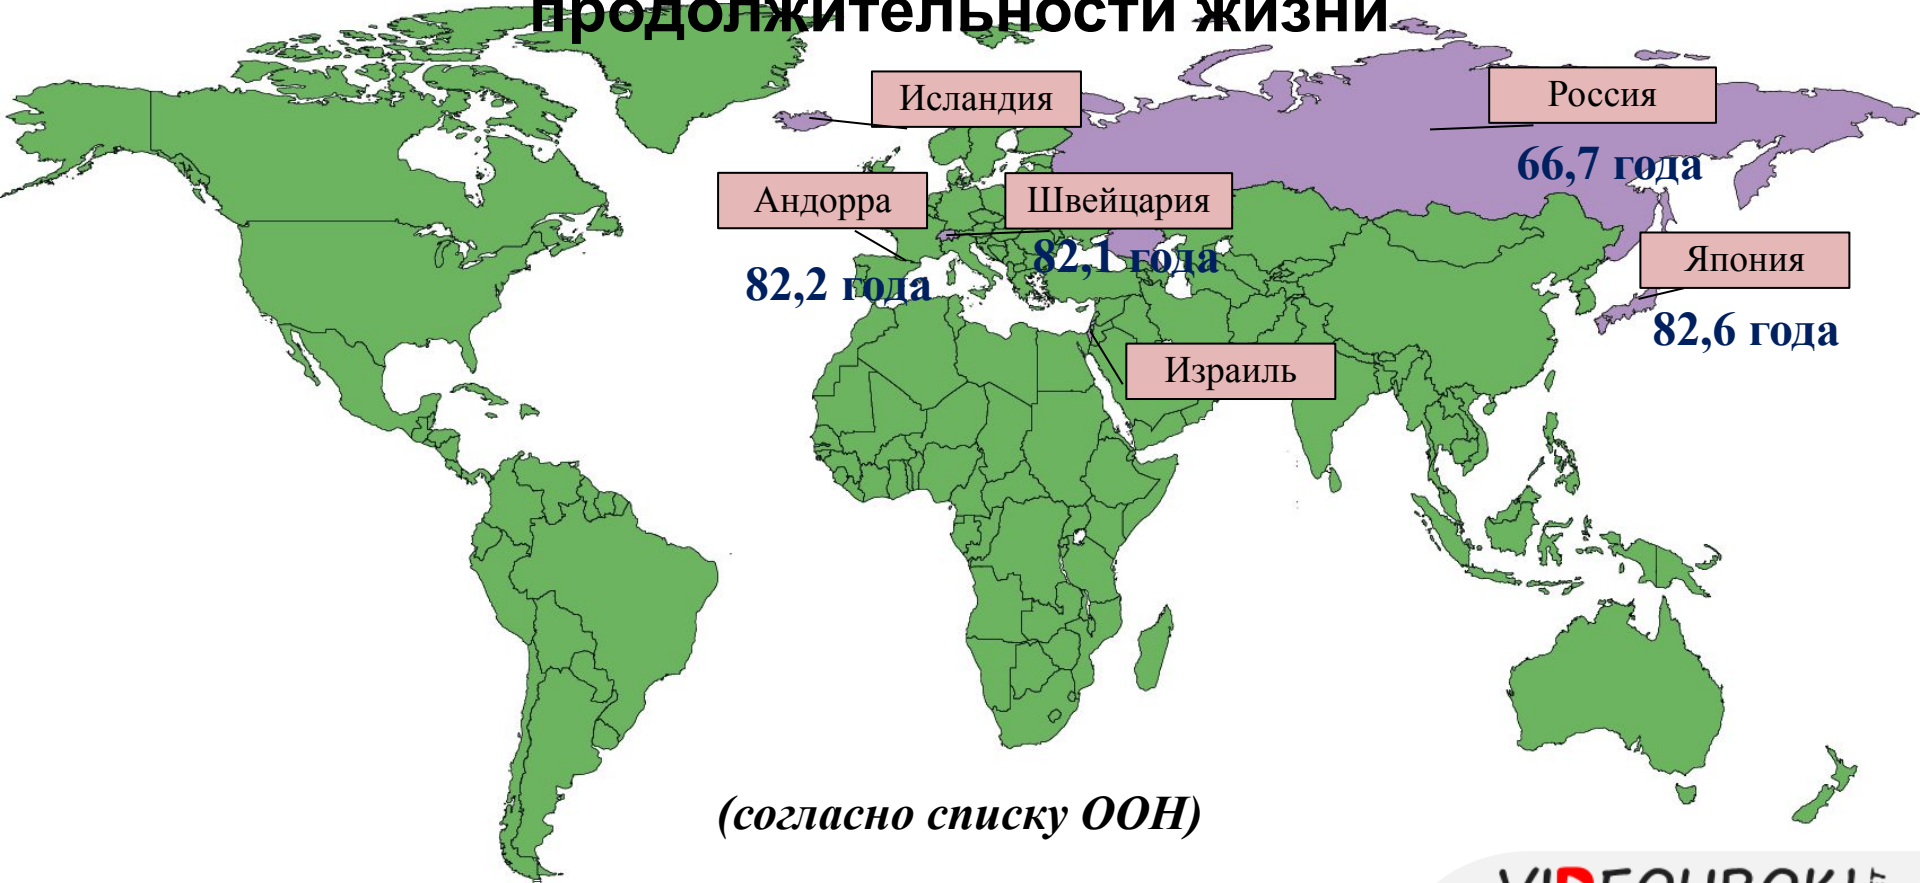 продолжительности жизни
Исландия
Россия
66,7 года
Андорра
Швейцария
82,1 года
82,2 года
Япония
82,6 года
Израиль
(согласно списку ООН)
VIDEOUROKI